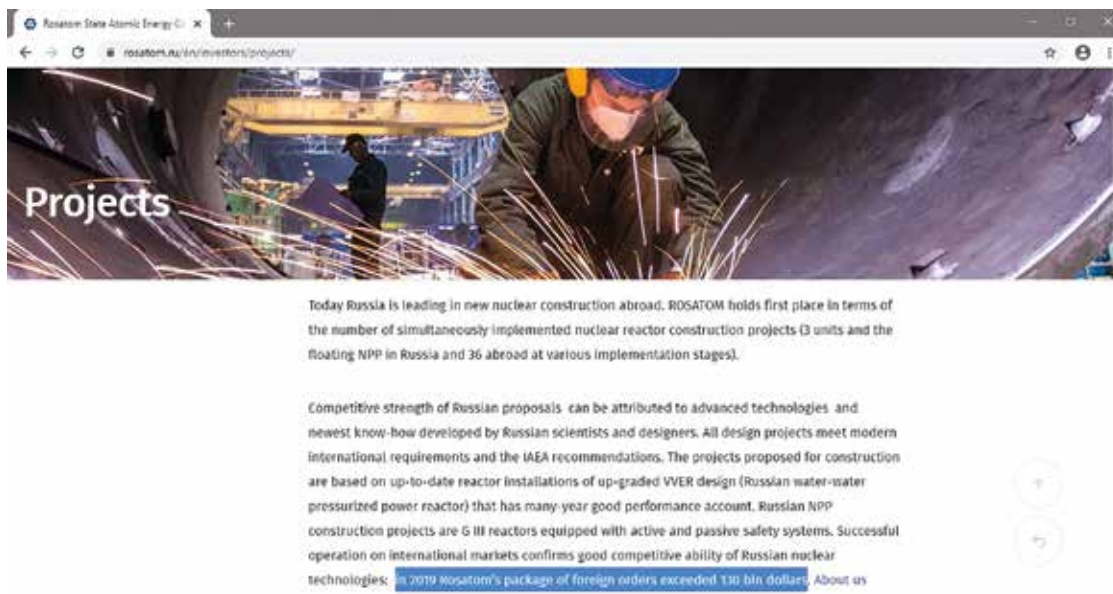 Rosatom State Atomic Energy Co
rosatom.ru/en/investors/projects/
Projects
Today Russia is leading in new nuclear construction abroad. ROSATOM holds first place in terms of
the number of simultaneously implemented nuclear reactor construction projects (3 units and the
floating NPP in Russia and 36 abroad at various implementation stages).
Competitive strength of Russian proposals can be attributed to advanced technologies and
newest know-how developed by Russian scientists and designers. All design projects meet modern
international requirements and the IAEA recommendations. The projects proposed for construction
are based on up-to-date reactor installations of up-graded VVER design (Russian water-water
pressurized power reactor) that has many-year good performance account. Russian NPP
construction projects are G III reactors equipped with active and passive safety systems. Successful
operation on international markets confirms good competitive ability of Russian nuclear
technologies: in 2019 Rosatom's package of foreign orders exceeded 130 bln dollars. About us